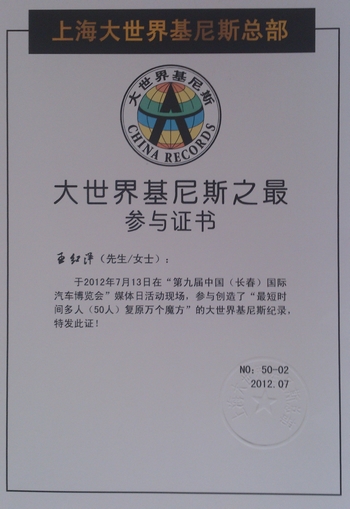 上海大世界基尼斯总部
大世界基尼斯
CHINA RECORDS
大世界基尼斯之最
参与证书
王红萍（先生/女士）：
于2012年7月13日在“第九届中国（长春）国际
汽车博览会”媒体日活动现场，参与创造了“最短时
间多人（50人）复原万个魔方”的大世界基尼斯纪录，
特发此证！
NO：50-02
2012.07